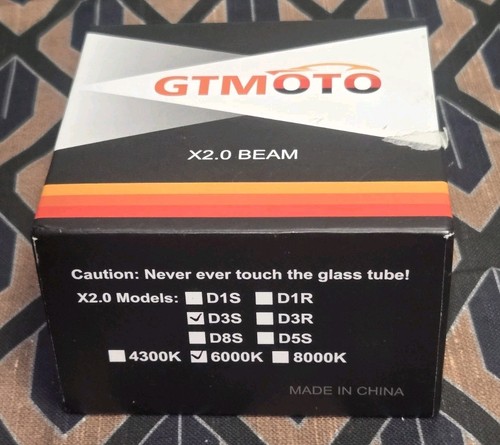 GTMOTO
X2.0 BEAM
Caution: Never ever touch the glass tube!
X2.0 Models: D1S D1R
D3S D3R
D8S D5S
4300K 6000K 8000K
MADE IN CHINA